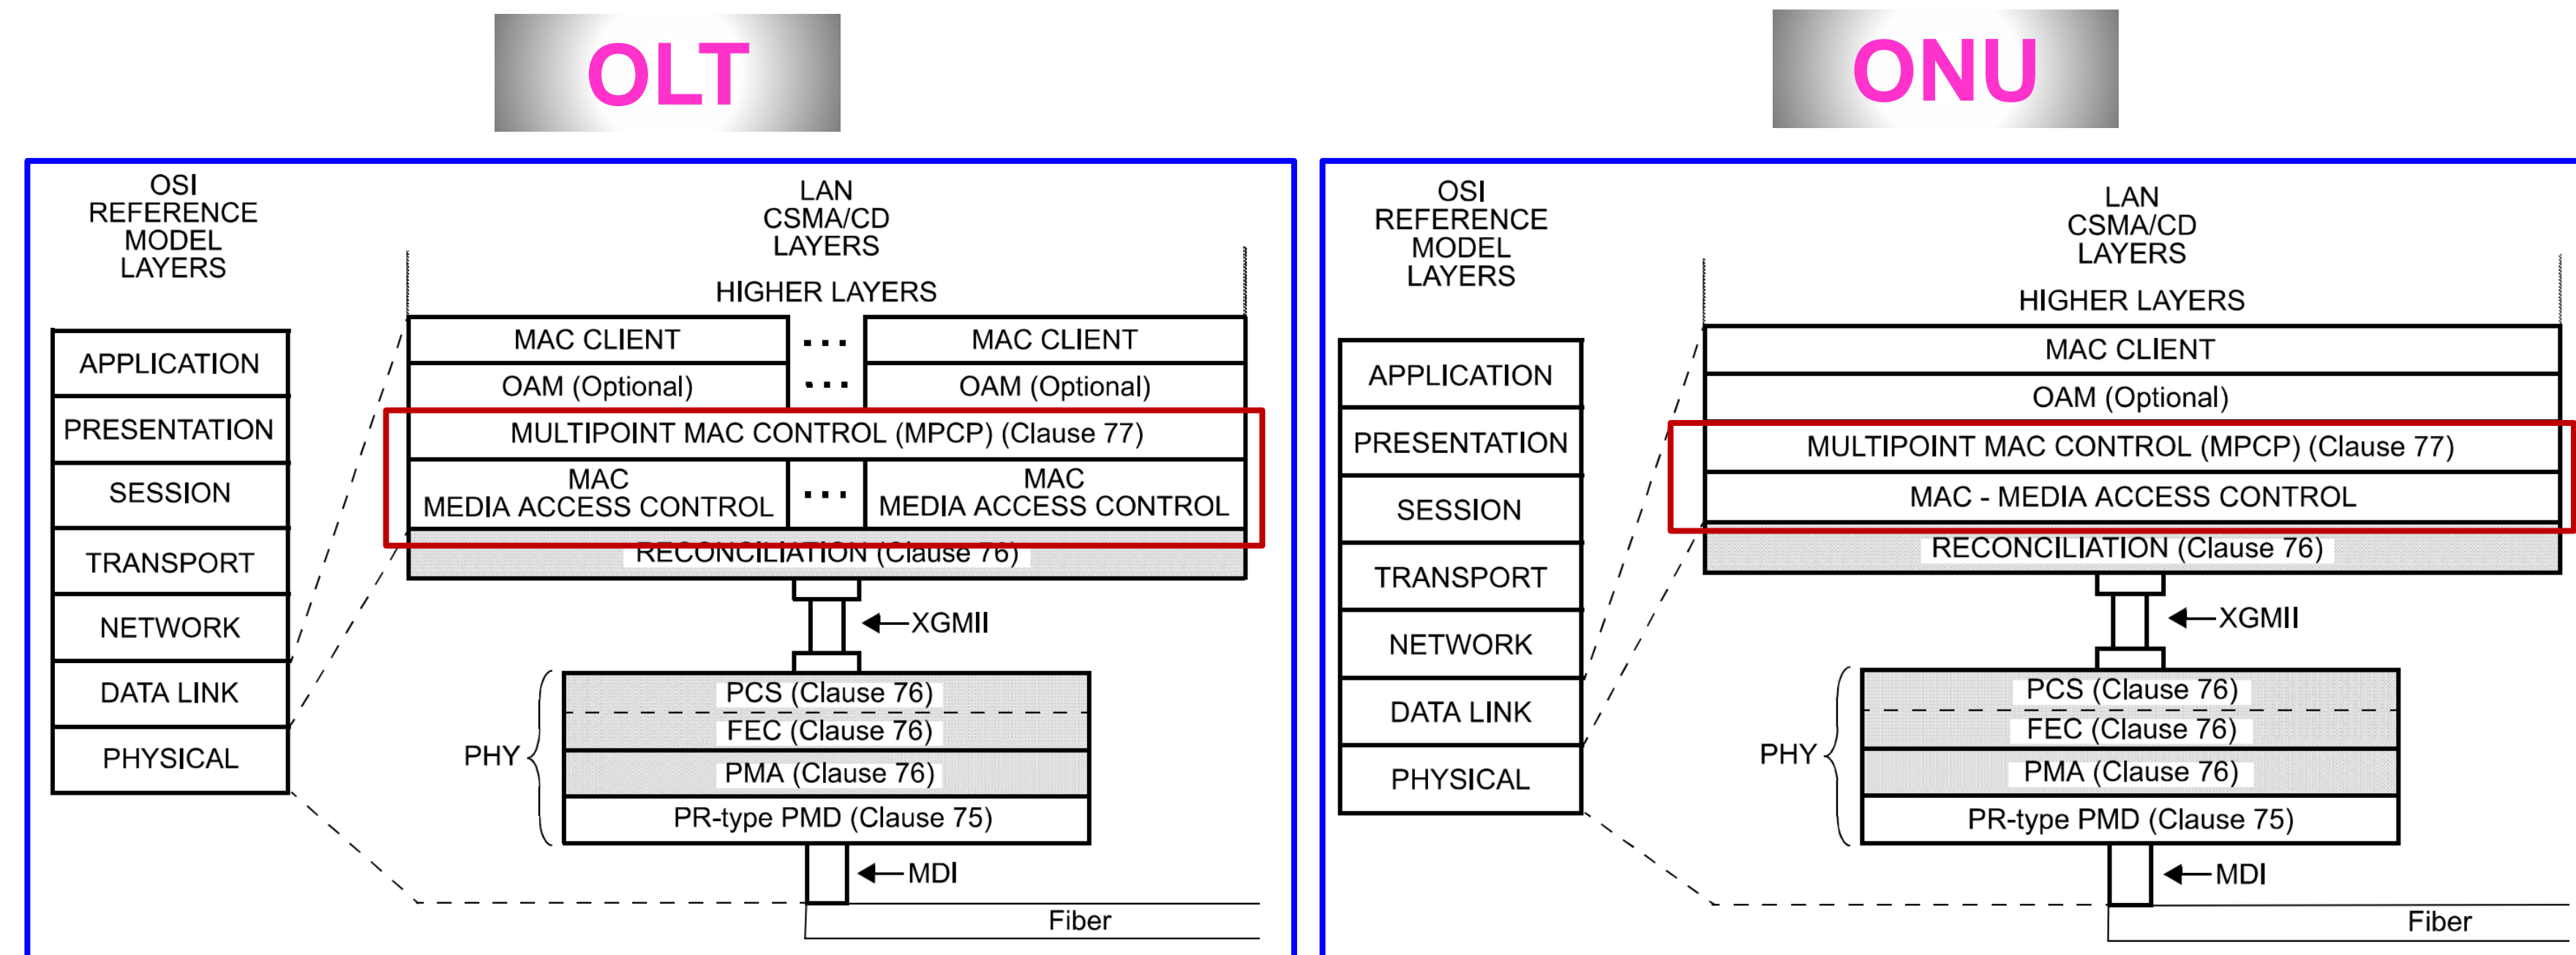 OLT
OSI
REFERENCE
MODEL
LAYERS
LAN
CSMA/CD
LAYERS
HIGHER LAYERS
APPLICATION
PRESENTATION
SESSION
TRANSPORT
NETWORK
DATA LINK
PHYSICAL
MAC CLIENT ... MAC CLIENT
OAM (Optional) ... OAM (Optional)
MULTIPOINT MAC CONTROL (MPCP) (Clause 77)
MAC MAC
MEDIA ACCESS CONTROL ... MEDIA ACCESS CONTROL
RECONCILIATION (Clause 76)
XGMII
PHY
PCS (Clause 76)
FEC (Clause 76)
PMA (Clause 76)
PR-type PMD (Clause 75)
MDI
Fiber
ONU
OSI
REFERENCE
MODEL
LAYERS
LAN
CSMA/CD
LAYERS
HIGHER LAYERS
APPLICATION
PRESENTATION
SESSION
TRANSPORT
NETWORK
DATA LINK
PHYSICAL
MAC CLIENT
OAM (Optional)
MULTIPOINT MAC CONTROL (MPCP) (Clause 77)
MAC - MEDIA ACCESS CONTROL
RECONCILIATION (Clause 76)
XGMII
PHY
PCS (Clause 76)
FEC (Clause 76)
PMA (Clause 76)
PR-type PMD (Clause 75)
MDI
Fiber